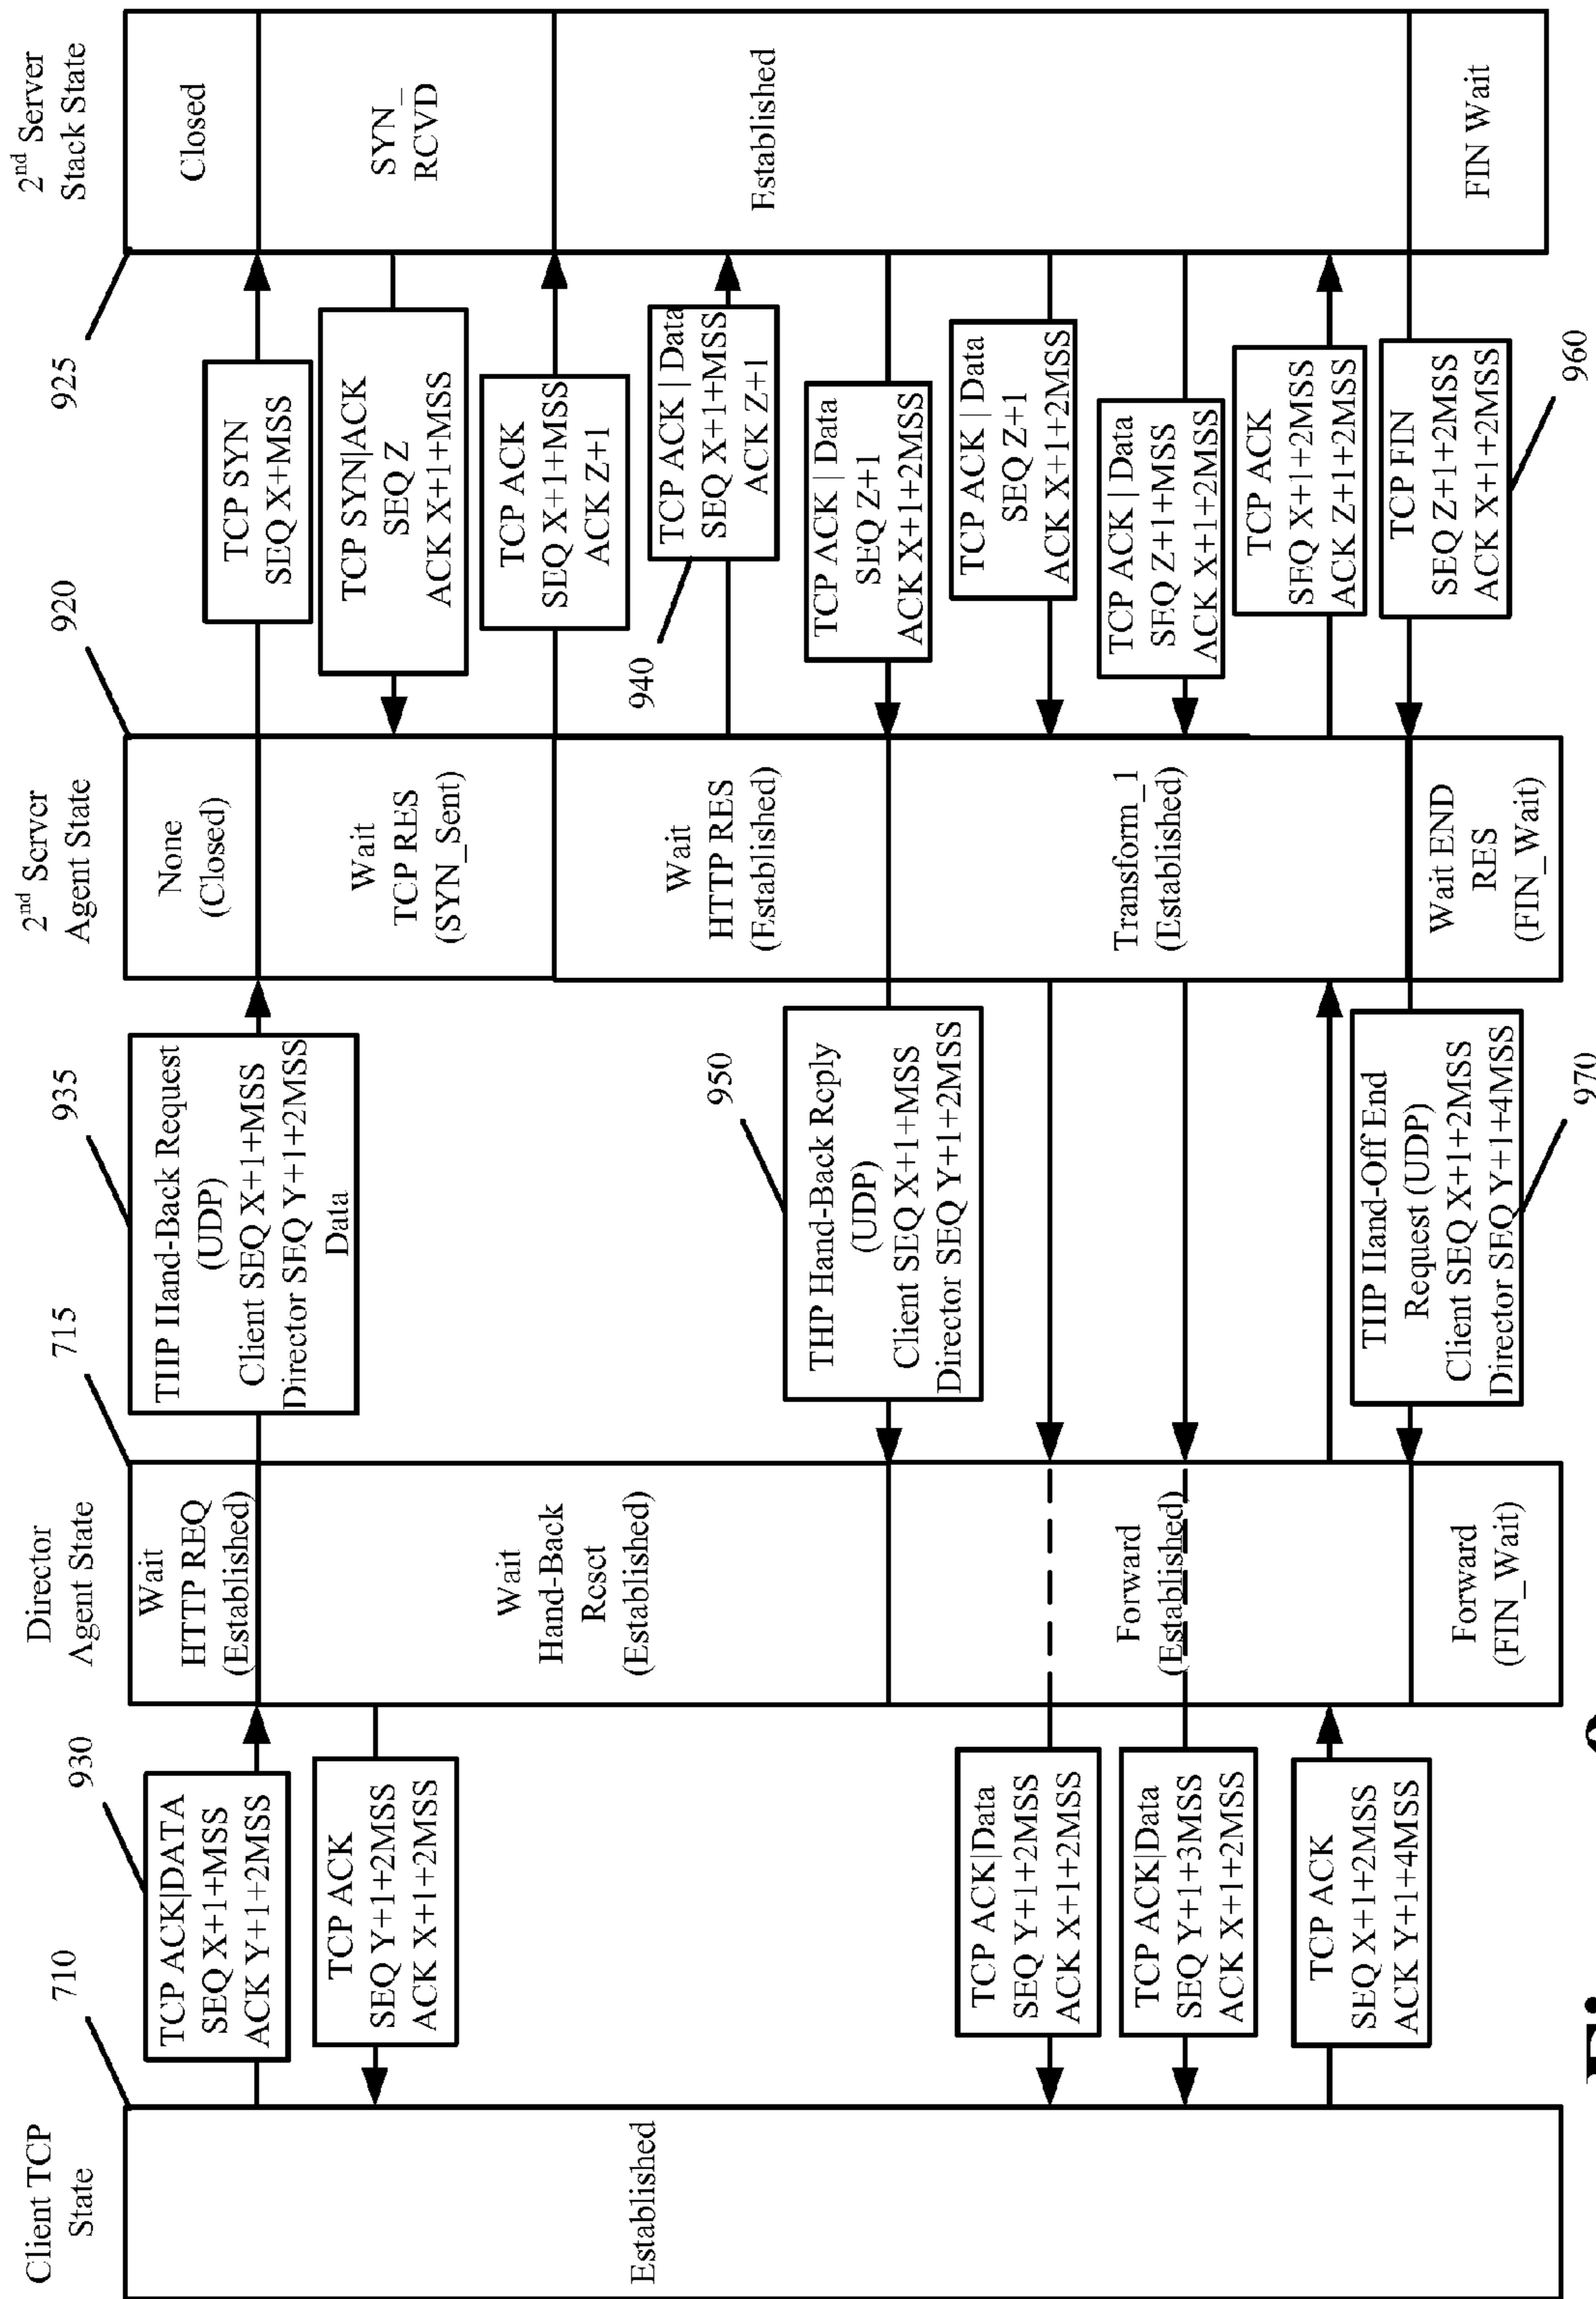 Client TCP
State
Director
Agent State
2nd Server
Agent State
2nd Server
Stack State
710
930
715
935
920
925
Established
TCP ACK|DATA
SEQ X+1+MSS
ACK Y+1+2MSS
TCP ACK
SEQ Y+1+2MSS
ACK X+1+2MSS
TCP ACK|Data
SEQ Y+1+2MSS
ACK X+1+2MSS
TCP ACK|Data
SEQ Y+1+3MSS
ACK X+1+2MSS
TCP ACK
SEQ X+1+2MSS
ACK Y+1+4MSS
Wait
HTTP REQ
(Established)
Wait
Hand-Back
Reset
(Established)
Forward
(Established)
Forward
(FIN_Wait)
THP Hand-Back Request
(UDP)
Client SEQ X+1+MSS
Director SEQ Y+1+2MSS
Data
950
THP Hand-Back Reply
(UDP)
Client SEQ X+1+MSS
Director SEQ Y+1+2MSS
THP Hand-Off End
Request (UDP)
Client SEQ X+1+2MSS
Director SEQ Y+1+4MSS
970
None
(Closed)
Wait
TCP RES
(SYN_Sent)
Wait
HTTP RES
(Established)
Transform_1
(Established)
Wait END
RES
(FIN_Wait)
TCP SYN
SEQ X+MSS
TCP SYN|ACK
SEQ Z
ACK X+1+MSS
TCP ACK
SEQ X+1+MSS
ACK Z+1
940
TCP ACK | Data
SEQ X+1+MSS
ACK Z+1
TCP ACK | Data
SEQ Z+1
ACK X+1+2MSS
TCP ACK | Data
SEQ Z+1
ACK X+1+2MSS
TCP ACK | Data
SEQ Z+1+MSS
ACK X+1+2MSS
TCP ACK
SEQ X+1+2MSS
ACK Z+1+2MSS
TCP FIN
SEQ Z+1+2MSS
ACK X+1+2MSS
960
Closed
SYN_
RCVD
Established
FIN Wait